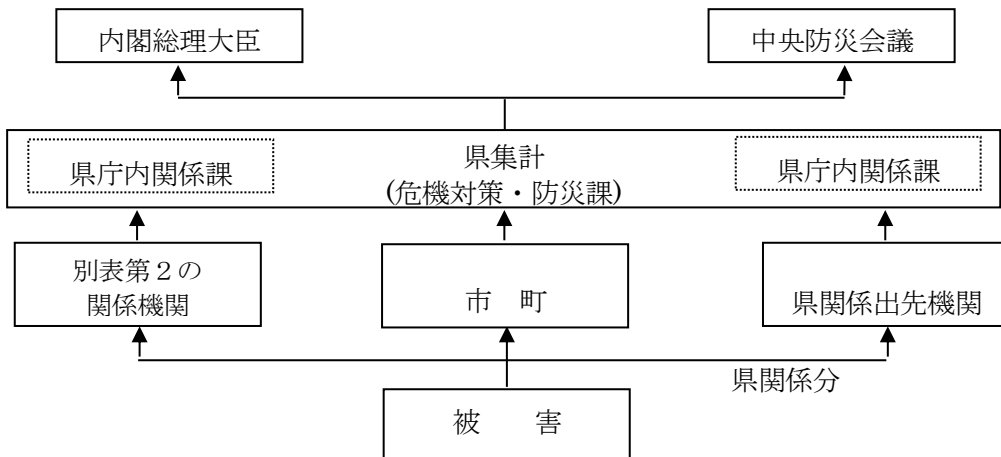 内閣総理大臣
中央防災会議
県庁内関係課
県集計
(危機対策・防災課)
県庁内関係課
別表第２の
関係機関
市　町
県関係出先機関
県関係分
被　　害